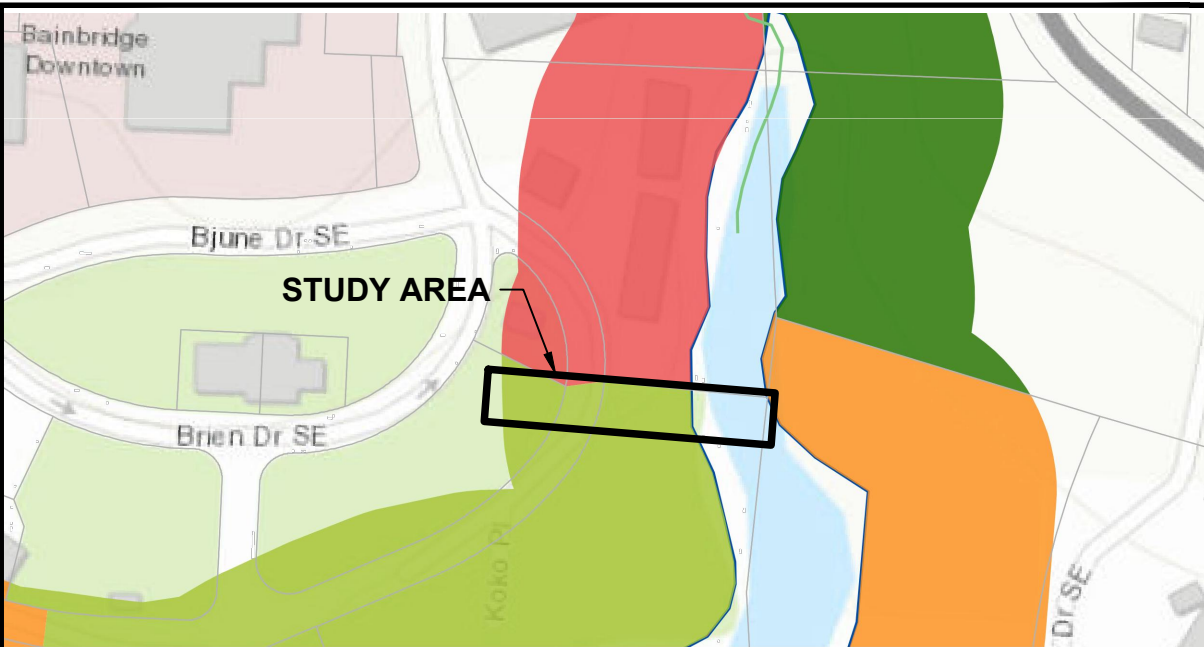 Bainbridge
Downtown
Bjune Dr SE
STUDY AREA
Brien Dr SE
Koko Pl
Dr SE